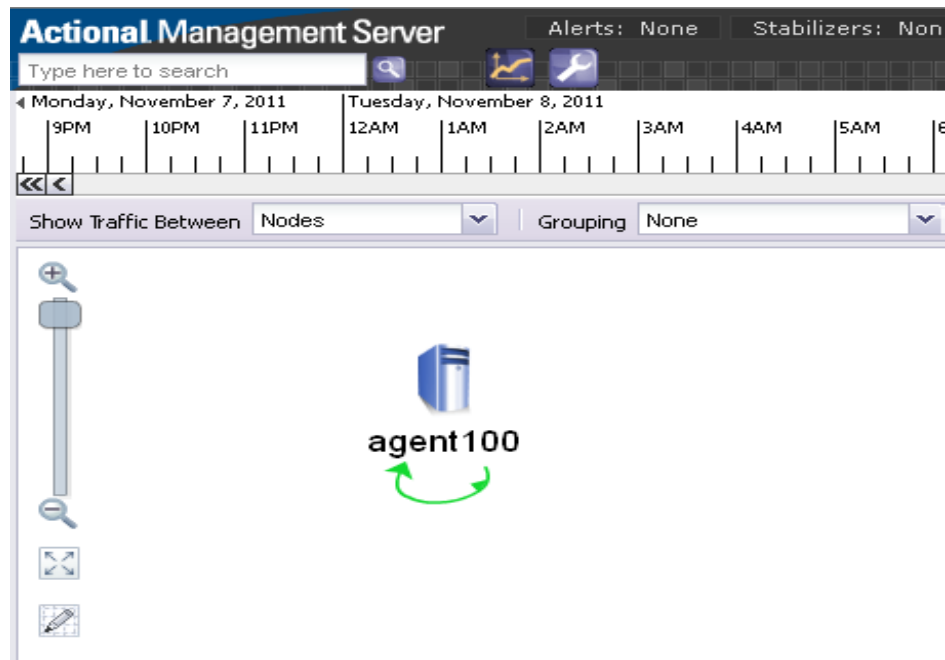 Actional Management Server Alerts: None Stabilizers: Non
Type here to search
Monday, November 7, 2011 Tuesday, November 8, 2011
9PM 10PM 11PM 12AM 1AM 2AM 3AM 4AM 5AM
Show Traffic Between Nodes Grouping None
agent100